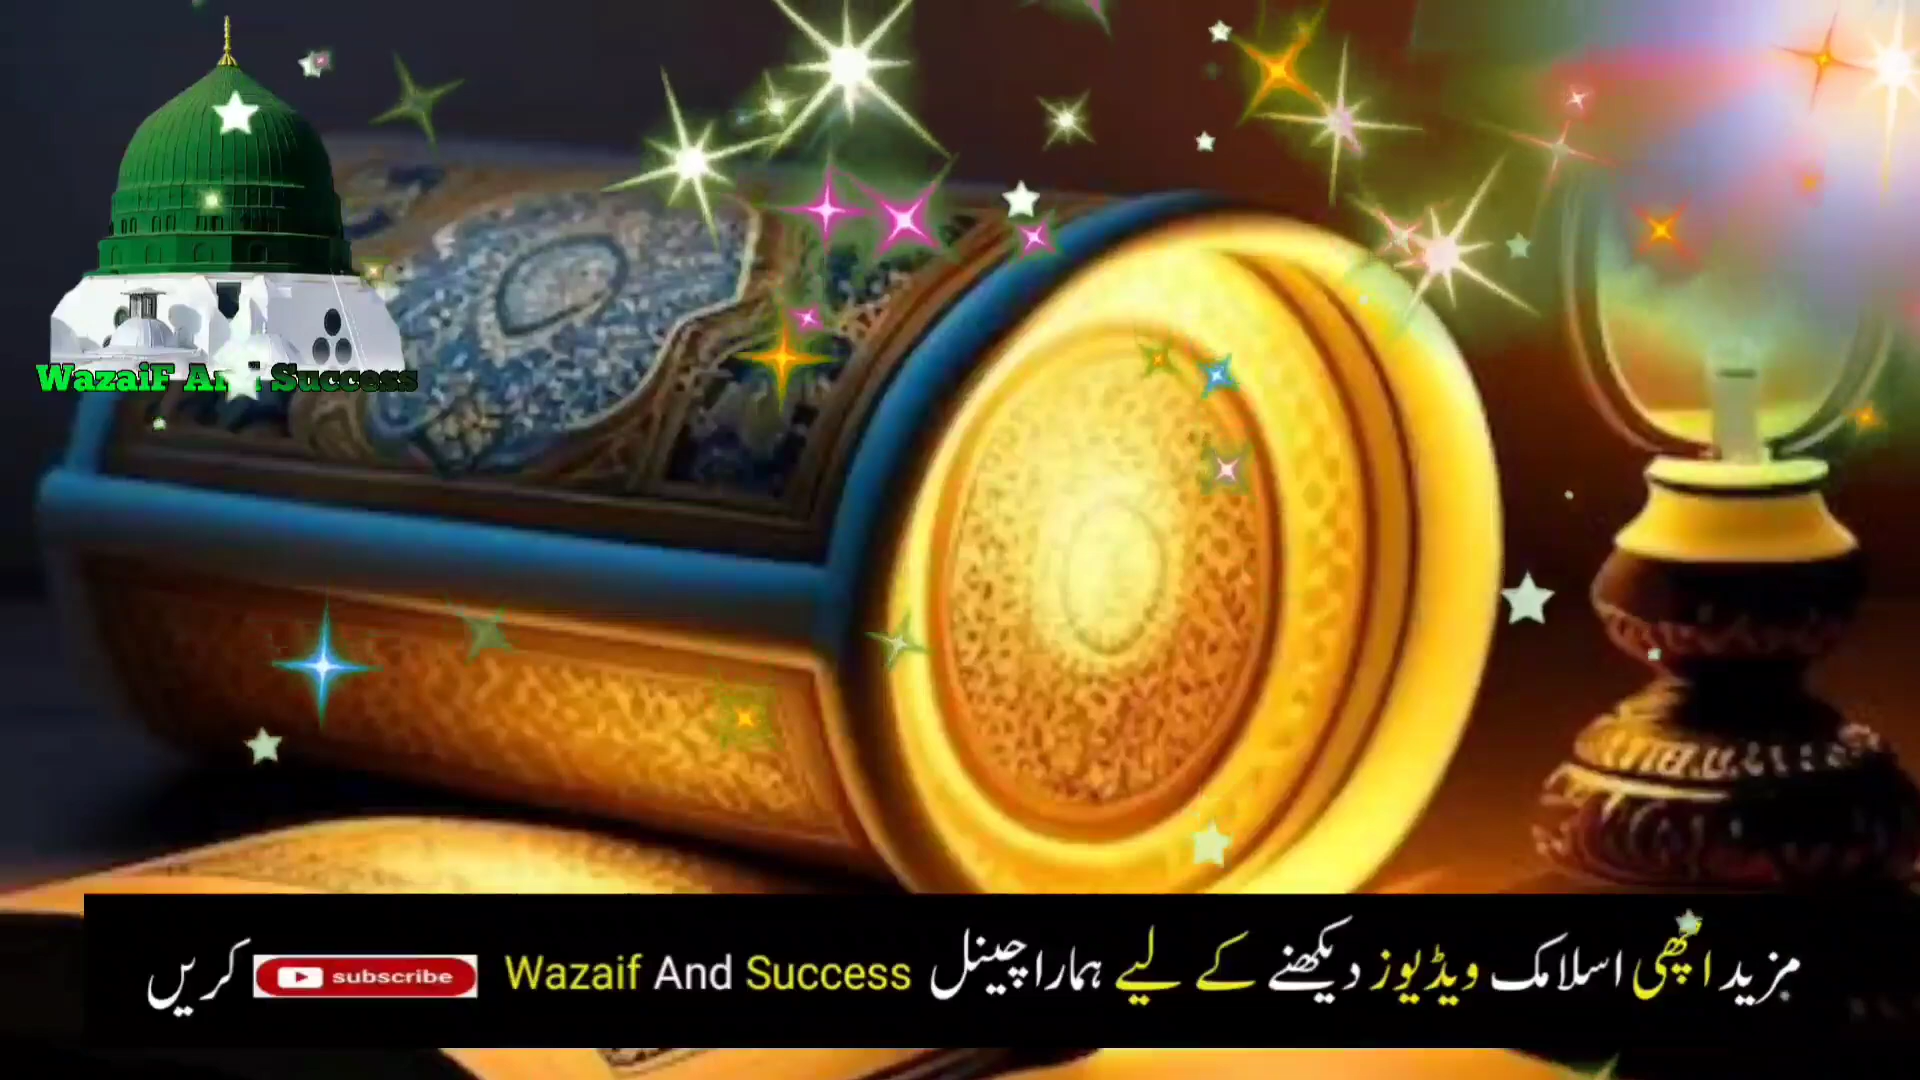 WazaiF And Success
مزید اچھی اسلامک ویڈیوز دیکھنے کے لیے ہمارا چینل Wazaif And Success subscribe کریں